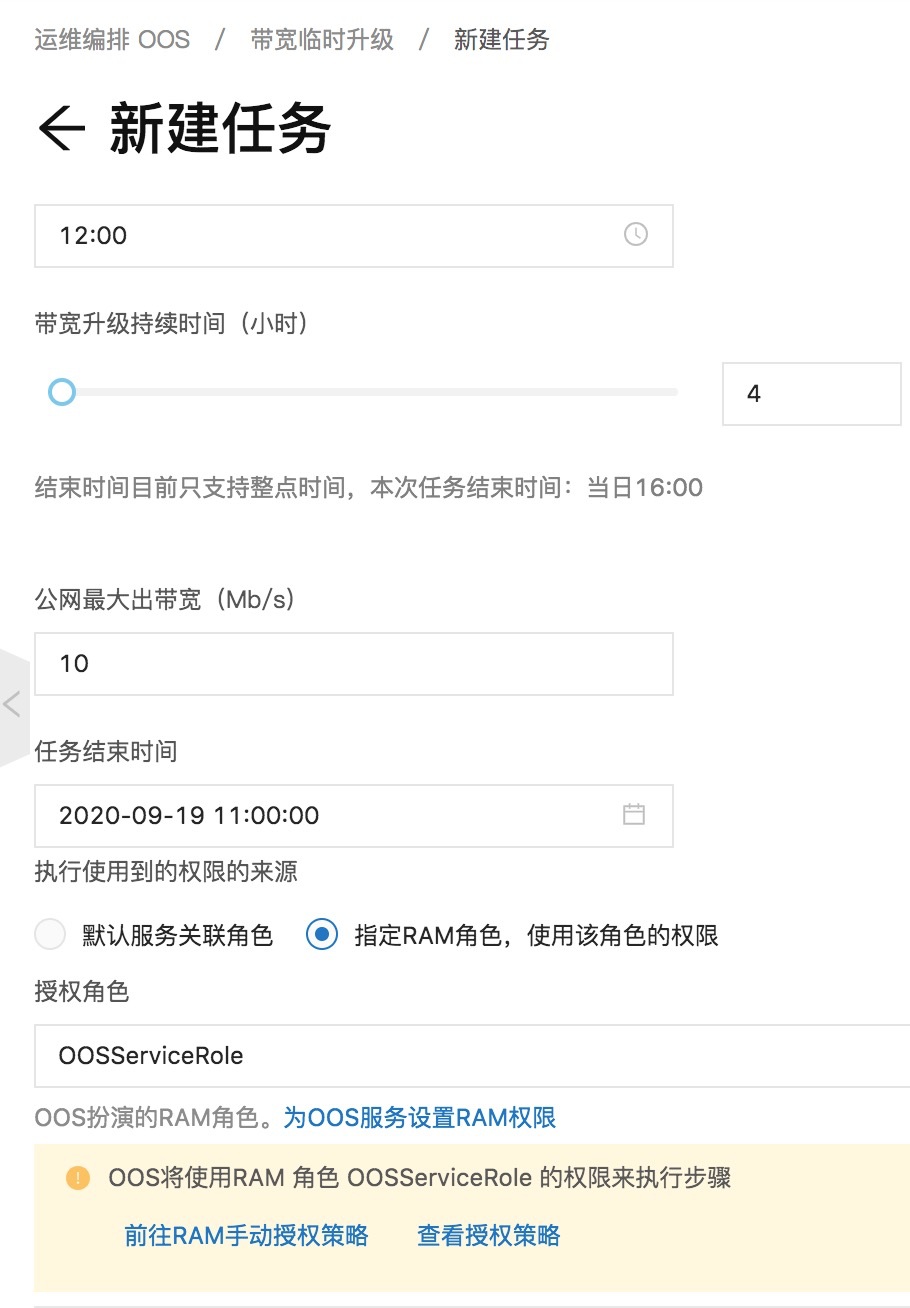 运维编排 OOS / 带宽临时升级 / 新建任务
新建任务
12:00
带宽升级持续时间（小时）
4
结束时间目前只支持整点时间，本次任务结束时间：当日16:00
公网最大出带宽（Mb/s）
10
任务结束时间
2020-09-19 11:00:00
执行使用到的权限的来源
默认服务关联角色 指定RAM角色，使用该角色的权限
授权角色
OOSServiceRole
OOS扮演的RAM角色。为OOS服务设置RAM权限
OOS将使用RAM 角色 OOSServiceRole 的权限来执行步骤
前往RAM手动授权策略 查看授权策略